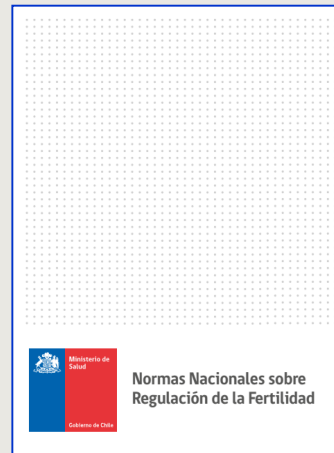 Ministerio de
Salud
Gobierno de Chile
Normas Nacionales sobre
Regulación de la Fertilidad